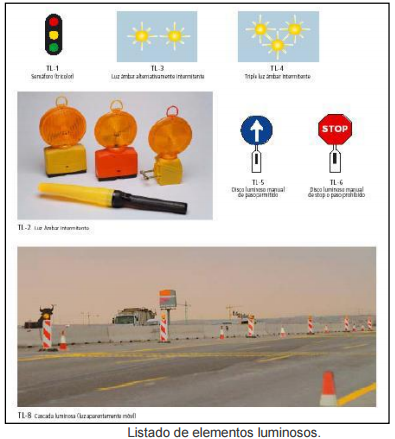 TL-1
Semáforo (tricolor)
TL-3
Luz ámbar alternativamente intermitente
TL-4
Triple luz ámbar intermitente
TL-2 Luz Ámbar intermitente
STOP
TL-5
Disco luminoso manual
de paso permitido
TL-6
Disco luminoso manual
de stop o paso prohibido
TL-8 Cascada luminosa (luz aparentemente móvil)
Listado de elementos luminosos.